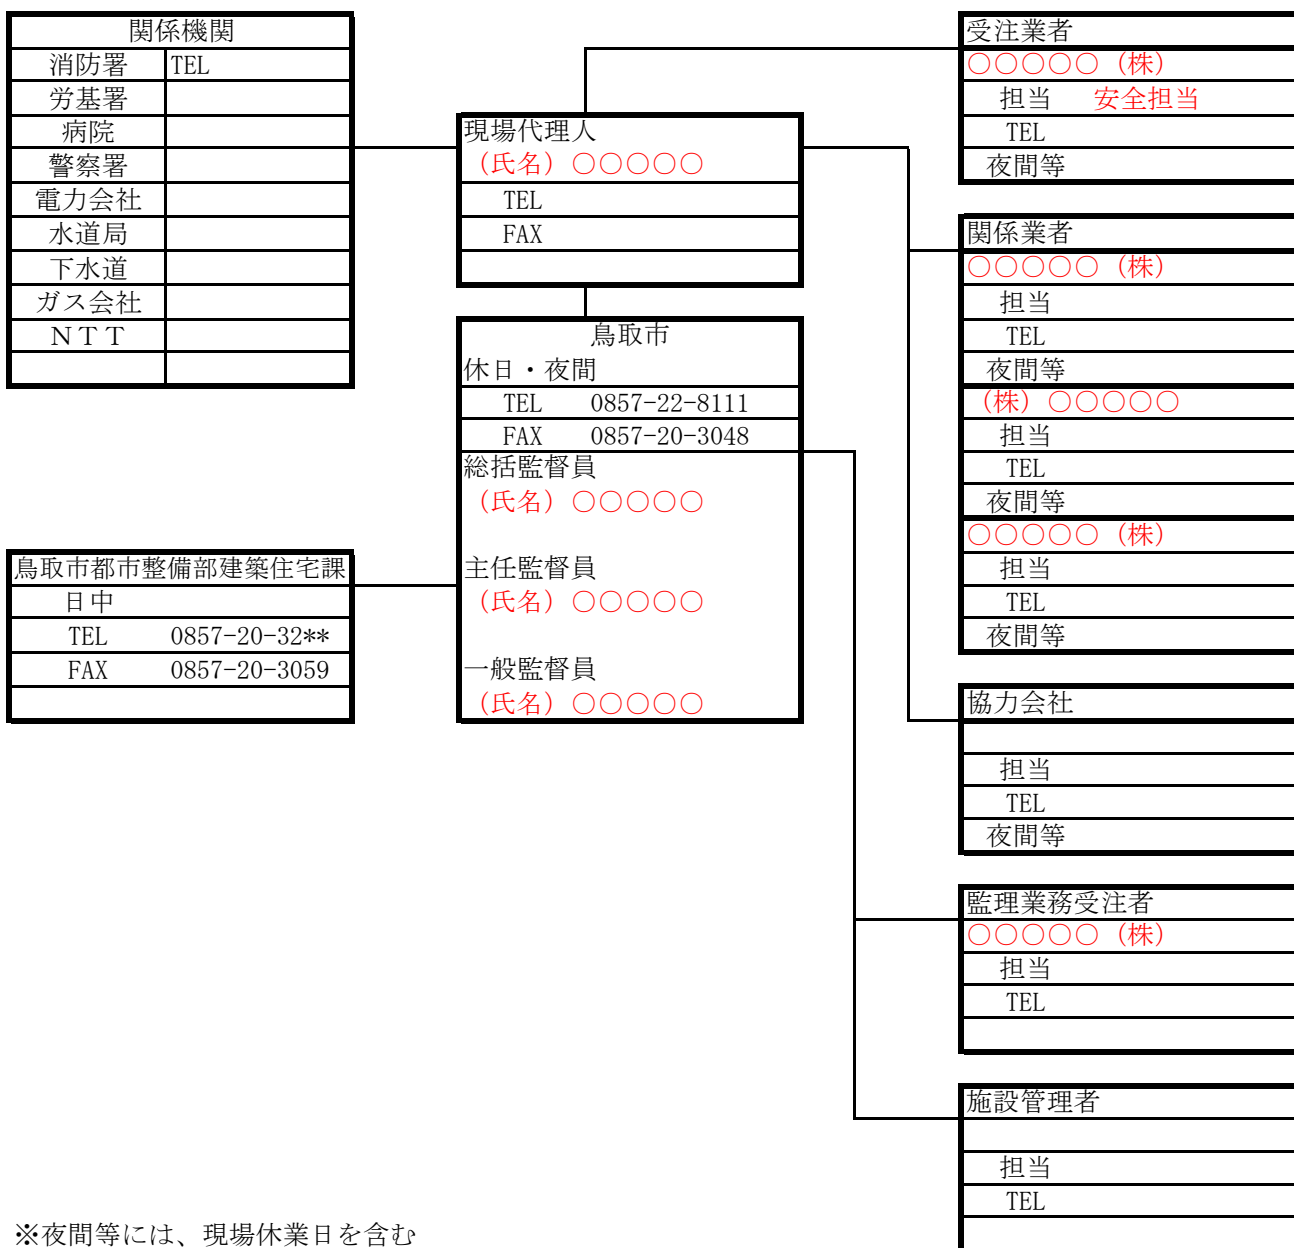 関係機関
消防署 TEL
労基署
病院
警察署
電力会社
水道局
下水道
ガス会社
ＮＴＴ
現場代理人
（氏名）○○○○○
TEL
FAX
鳥取市
休日・夜間
TEL 0857-22-8111
FAX 0857-20-3048
総括監督員
（氏名）○○○○○
主任監督員
（氏名）○○○○○
一般監督員
（氏名）○○○○○
鳥取市都市整備部建築住宅課
日中
TEL 0857-20-32**
FAX 0857-20-3059
受注業者
○○○○○（株）
担当 安全担当
TEL
夜間等
関係業者
○○○○○（株）
担当
TEL
夜間等
（株）○○○○○
担当
TEL
夜間等
○○○○○（株）
担当
TEL
夜間等
協力会社
担当
TEL
夜間等
監理業務受注者
○○○○○（株）
担当
TEL
施設管理者
担当
TEL
※夜間等には、現場休業日を含む